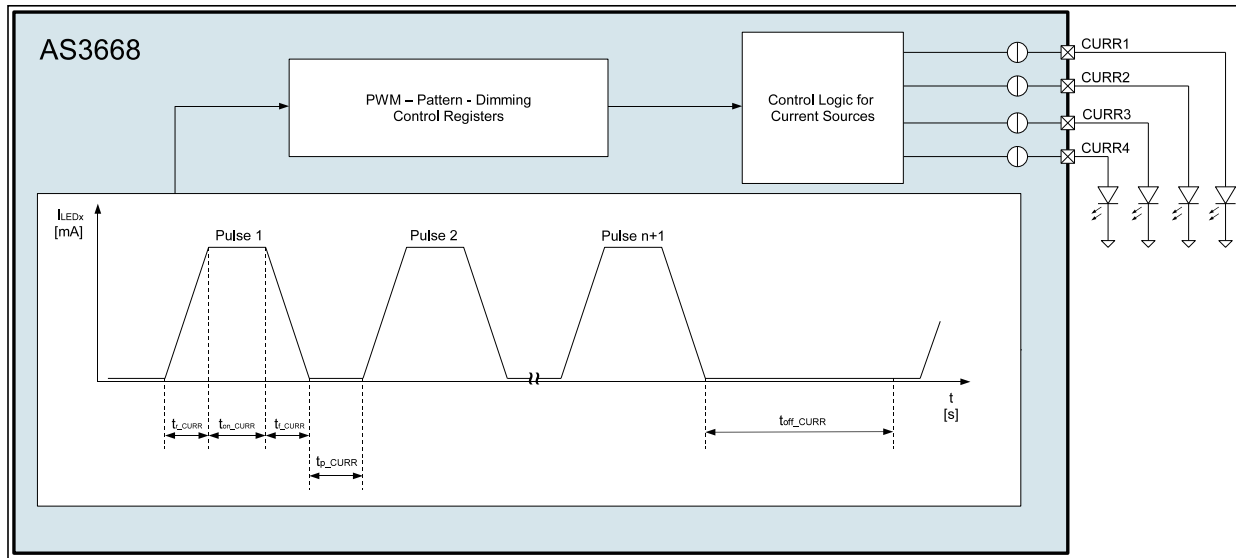 AS3668
PWM – Pattern - Dimming
Control Registers
Control Logic for
Current Sources
CURR1
CURR2
CURR3
CURR4
ILEDx
[mA]
Pulse 1
Pulse 2
Pulse n+1
t
[s]
tr_CURR
ton_CURR
tf_CURR
toff_CURR
tp_CURR